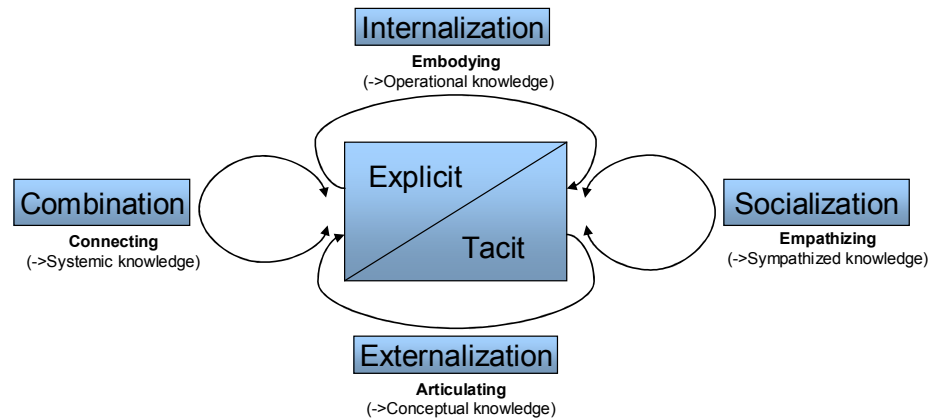 Internalization
Embodying
(->Operational knowledge)
Explicit
Combination
Socialization
Connecting
(->Systemic knowledge)
Empathizing
(->Sympathized knowledge)
Tacit
Externalization
Articulating
(->Conceptual knowledge)